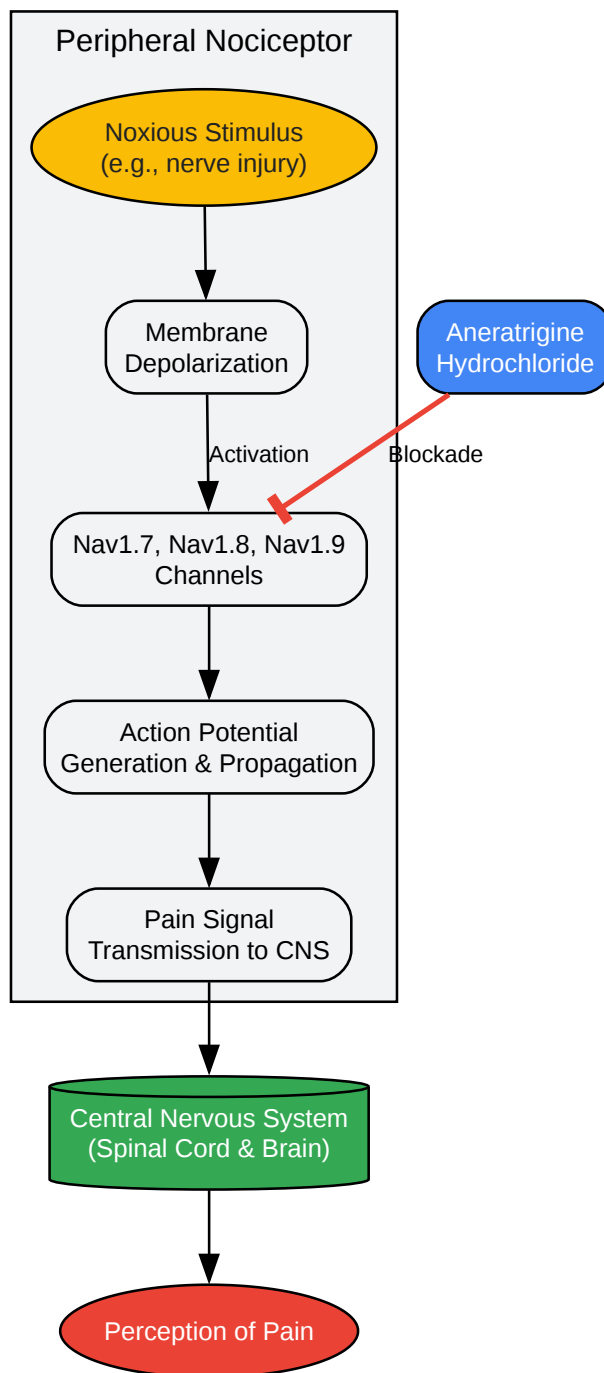 Peripheral Nociceptor
Noxious Stimulus
(e.g., nerve injury)
Membrane
Depolarization
Aneratrigine
Hydrochloride
Activation
Blockade
Nav1.7, Nav1.8, Nav1.9
Channels
Action Potential
Generation & Propagation
Pain Signal
Transmission to CNS
Central Nervous System
(Spinal Cord & Brain)
Perception of Pain